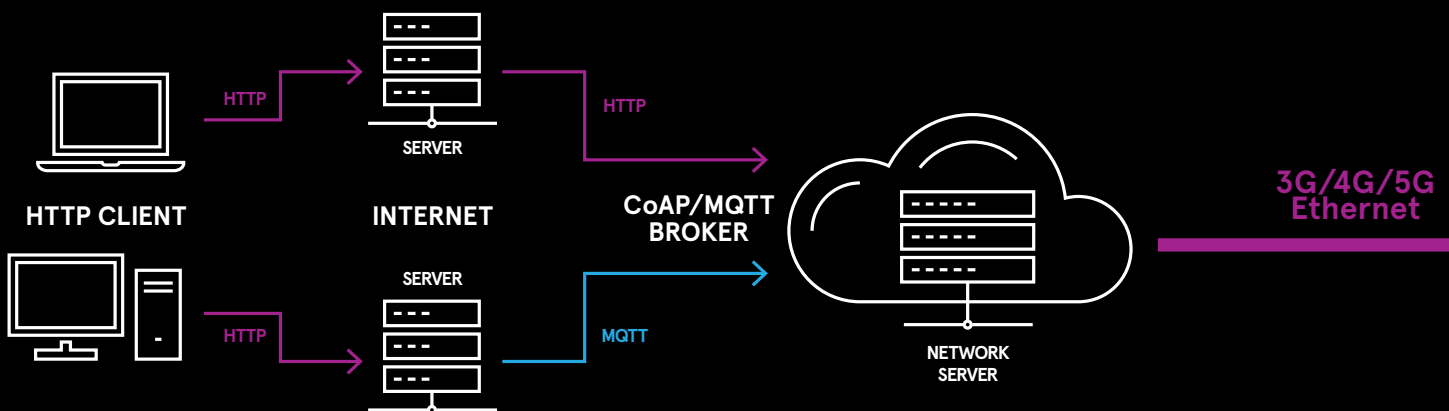 HTTP
SERVER
HTTP
HTTP CLIENT
INTERNET
CoAP/MQTT
BROKER
3G/4G/5G
Ethernet
SERVER
HTTP
MQTT
NETWORK
SERVER